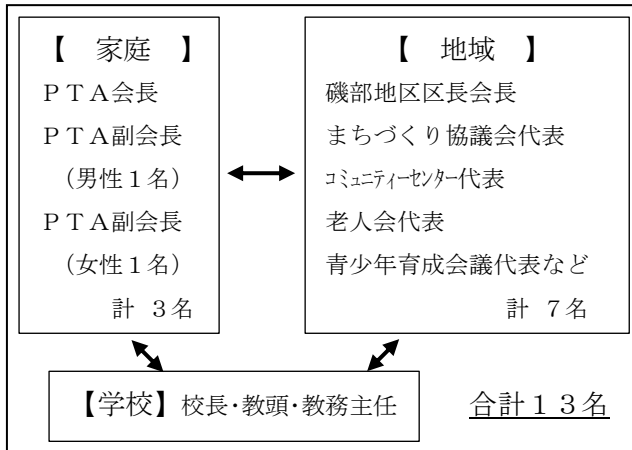 【　家庭　】
ＰＴＡ会長
ＰＴＡ副会長
（男性１名）
ＰＴＡ副会長
（女性１名）
計　３名
【　地域　】
磯部地区区長会長
まちづくり協議会代表
ｺﾐｭﾆﾃｨｰｾﾝﾀｰ代表
老人会代表
青少年育成会議代表など
計　７名
【学校】校長・教頭・教務主任
合計１３名